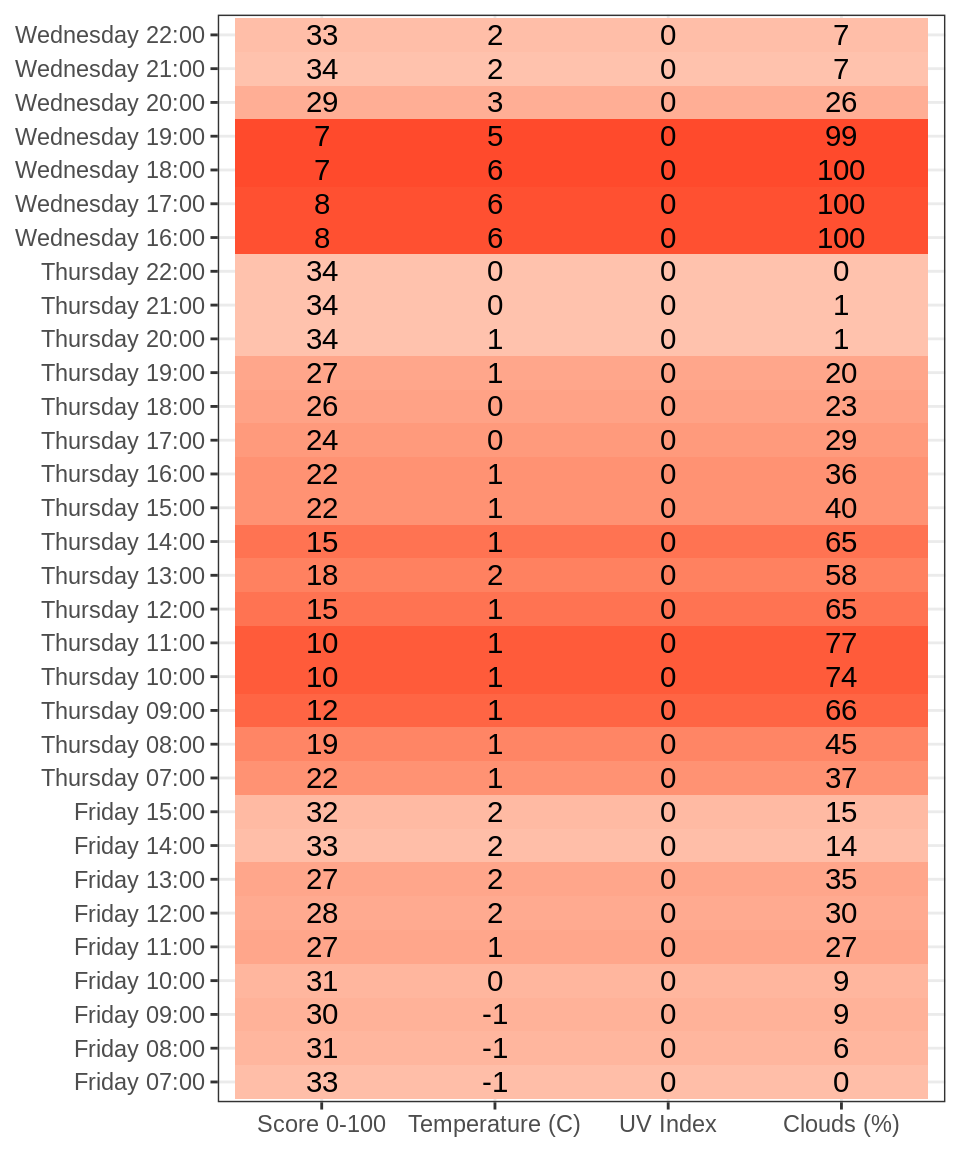 Wednesday 22:00 33 2 0 7
Wednesday 21:00 34 2 0 7
Wednesday 20:00 29 3 0 26
Wednesday 19:00 7 5 0 99
Wednesday 18:00 7 6 0 100
Wednesday 17:00 8 6 0 100
Wednesday 16:00 8 6 0 100
Thursday 22:00 34 0 0 0
Thursday 21:00 34 0 0 1
Thursday 20:00 34 1 0 1
Thursday 19:00 27 1 0 20
Thursday 18:00 26 0 0 23
Thursday 17:00 24 0 0 29
Thursday 16:00 22 1 0 36
Thursday 15:00 22 1 0 40
Thursday 14:00 15 1 0 65
Thursday 13:00 18 2 0 58
Thursday 12:00 15 1 0 65
Thursday 11:00 10 1 0 77
Thursday 10:00 10 1 0 74
Thursday 09:00 12 1 0 66
Thursday 08:00 19 1 0 45
Thursday 07:00 22 1 0 37
Friday 15:00 32 2 0 15
Friday 14:00 33 2 0 14
Friday 13:00 27 2 0 35
Friday 12:00 28 2 0 30
Friday 11:00 27 1 0 27
Friday 10:00 31 0 0 9
Friday 09:00 30 -1 0 9
Friday 08:00 31 -1 0 6
Friday 07:00 33 -1 0 0
Score 0-100 Temperature (C) UV Index Clouds (%)